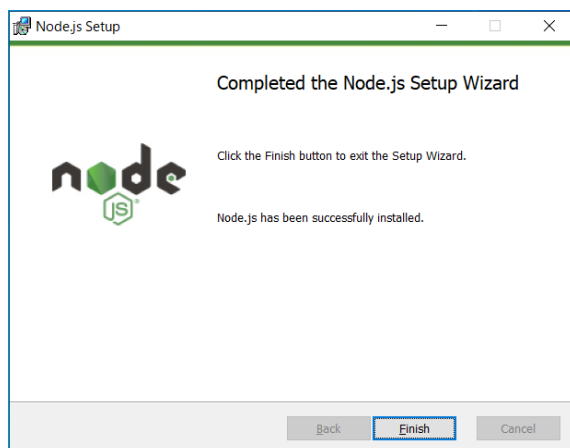 Node.js Setup
Completed the Node.js Setup Wizard
Click the Finish button to exit the Setup Wizard.
node
JS
Node.js has been successfully installed.
Back
Finish
Cancel